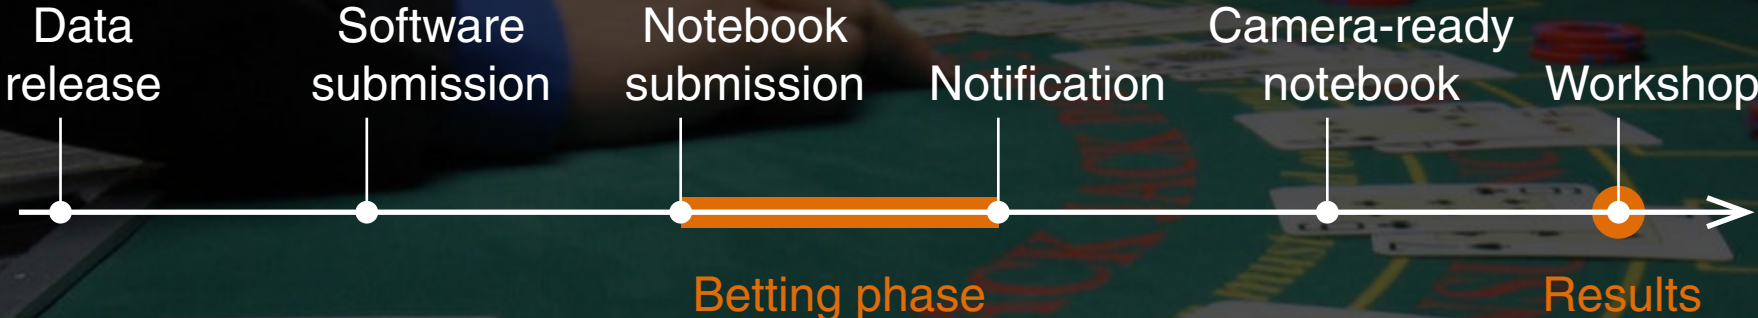 Data
release
Software
submission
Notebook
submission
Notification
Camera-ready
notebook
Workshop
Betting phase
Results